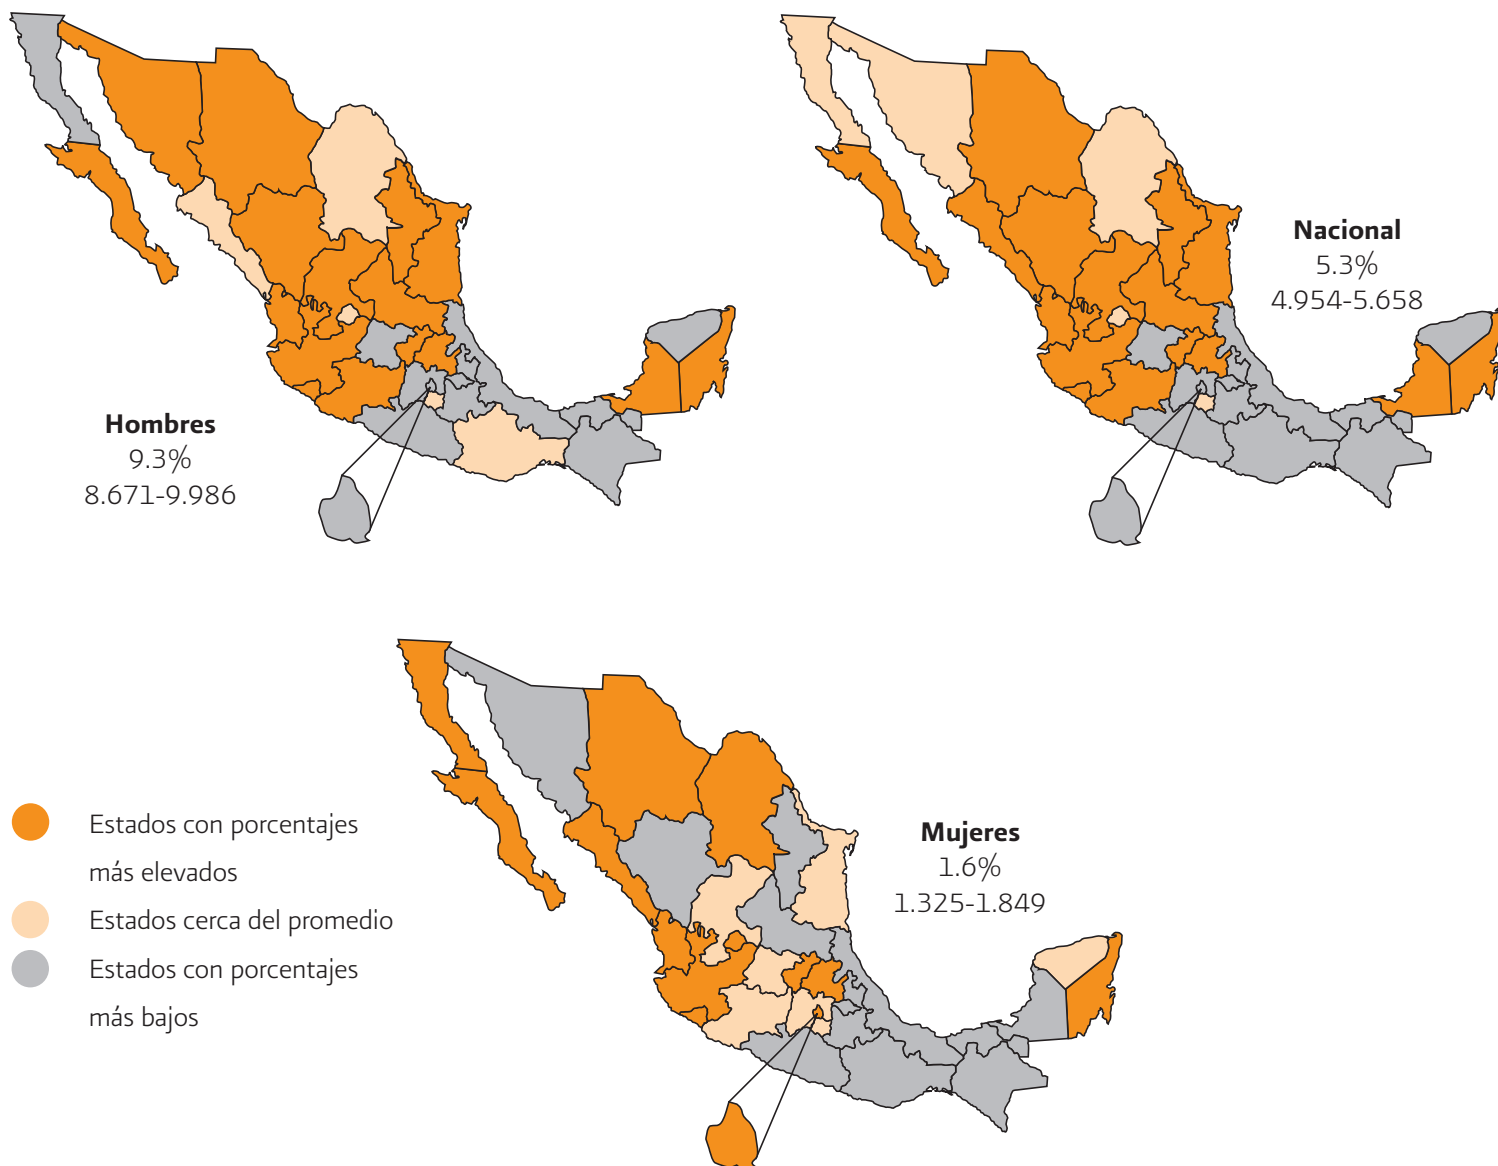 Nacional
5.3%
4.954-5.658
Hombres
9.3%
8.671-9.986
Estados con porcentajes
más elevados
Estados cerca del promedio
Estados con porcentajes
más bajos
Mujeres
1.6%
1.325-1.849